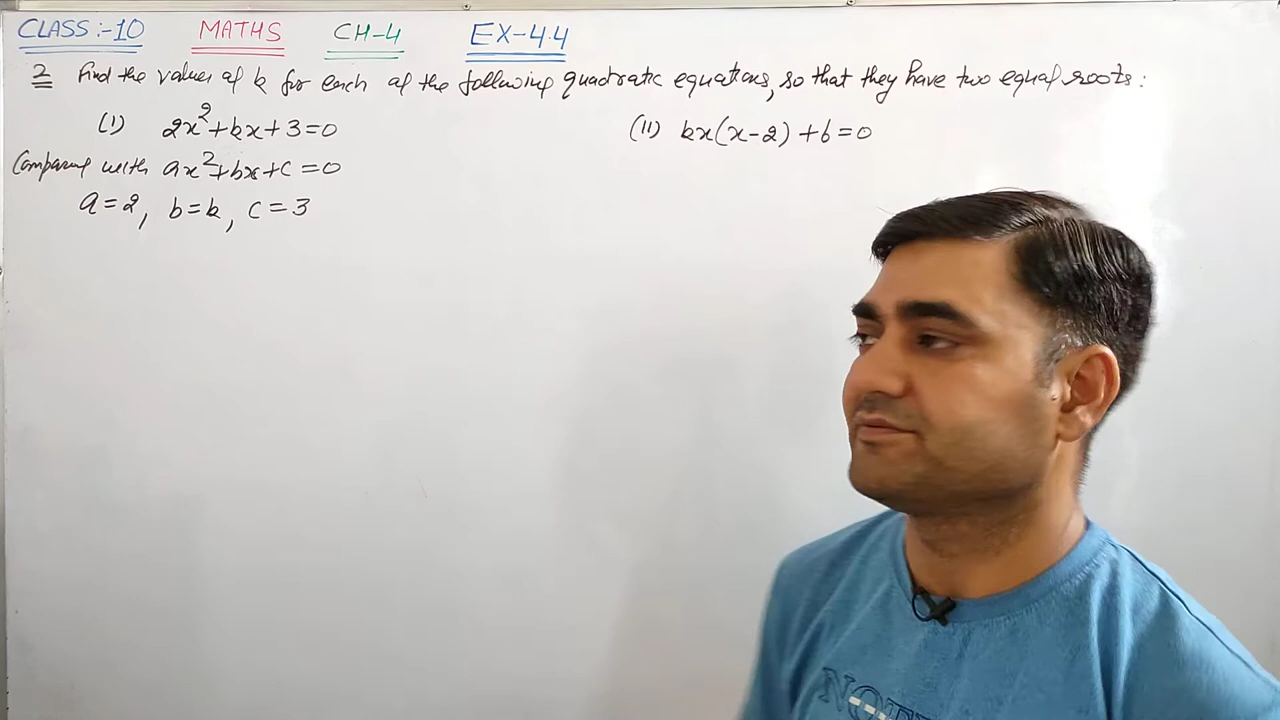 CLASS:-10 MATHS CH-4 EX-4.4
2 Find the values of k for each of the following quadratic equations, so that they have two equal roots:
(I) 2x²+kx+3=0 (II) kx(x-2)+6=0
Comparing with ax²+bx+c=0
a=2, b=k, c=3